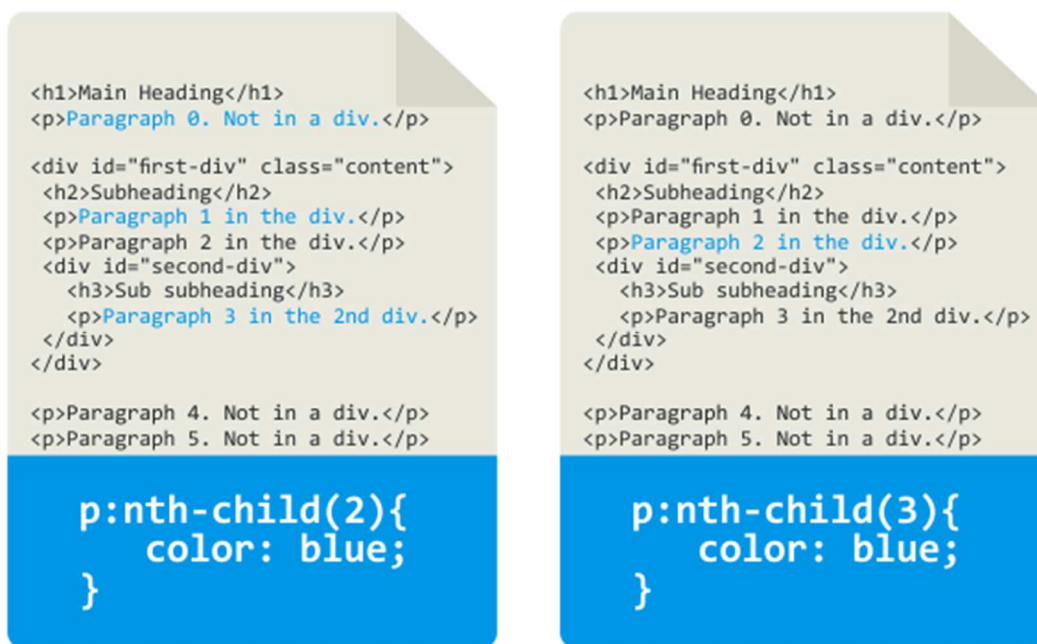 <h1>Main Heading</h1>
<p>Paragraph 0. Not in a div.</p>
<div id="first-div" class="content">
<h2>Subheading</h2>
<p>Paragraph 1 in the div.</p>
<p>Paragraph 2 in the div.</p>
<div id="second-div">
<h3>Sub subheading</h3>
<p>Paragraph 3 in the 2nd div.</p>
</div>
</div>
<p>Paragraph 4. Not in a div.</p>
<p>Paragraph 5. Not in a div.</p>
p:nth-child(2){
color: blue;
}
<h1>Main Heading</h1>
<p>Paragraph 0. Not in a div.</p>
<div id="first-div" class="content">
<h2>Subheading</h2>
<p>Paragraph 1 in the div.</p>
<p>Paragraph 2 in the div.</p>
<div id="second-div">
<h3>Sub subheading</h3>
<p>Paragraph 3 in the 2nd div.</p>
</div>
</div>
<p>Paragraph 4. Not in a div.</p>
<p>Paragraph 5. Not in a div.</p>
p:nth-child(3){
color: blue;
}